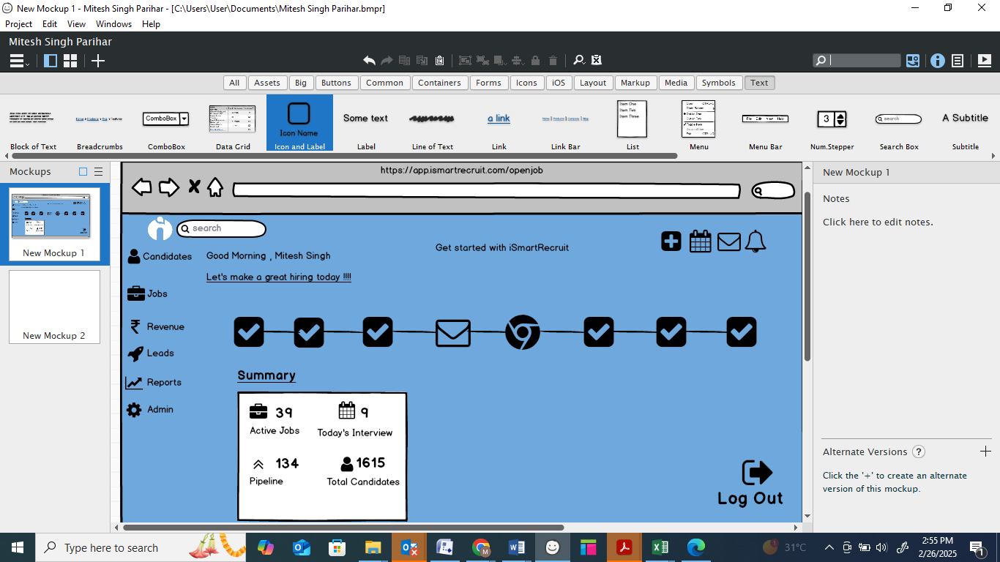 New Mockup 1 - Mitesh Singh Parihar - [C:\Users\User\Documents\Mitesh Singh Parihar.bmpr]
Project Edit View Windows Help
Mitesh Singh Parihar
All Assets Big Buttons Common Containers Forms Icons iOS Layout Markup Media Symbols Text
ComboBox
Icon Name
Some text
a link
Item One
Item Two
Item Three
3
search
A Subtitle
Block of Text Breadcrumbs ComboBox Data Grid Icon and Label Label Line of Text Link Link Bar List Menu Menu Bar Num.Stepper Search Box Subtitle
Mockups
New Mockup 1
New Mockup 2
https://app.ismartrecruit.com/openjob
search
Get started with iSmartRecruit
Candidates
Good Morning , Mitesh Singh
Let's make a great hiring today !!!!
Jobs
Revenue
Leads
Reports
Admin
Summary
39
Active Jobs
9
Today's Interview
134
Pipeline
1615
Total Candidates
Log Out
New Mockup 1
Notes
Click here to edit notes.
Alternate Versions ?
Click the '+' to create an alternate
version of this mockup.
Type here to search
31°C
2:55 PM
2/26/2025
1